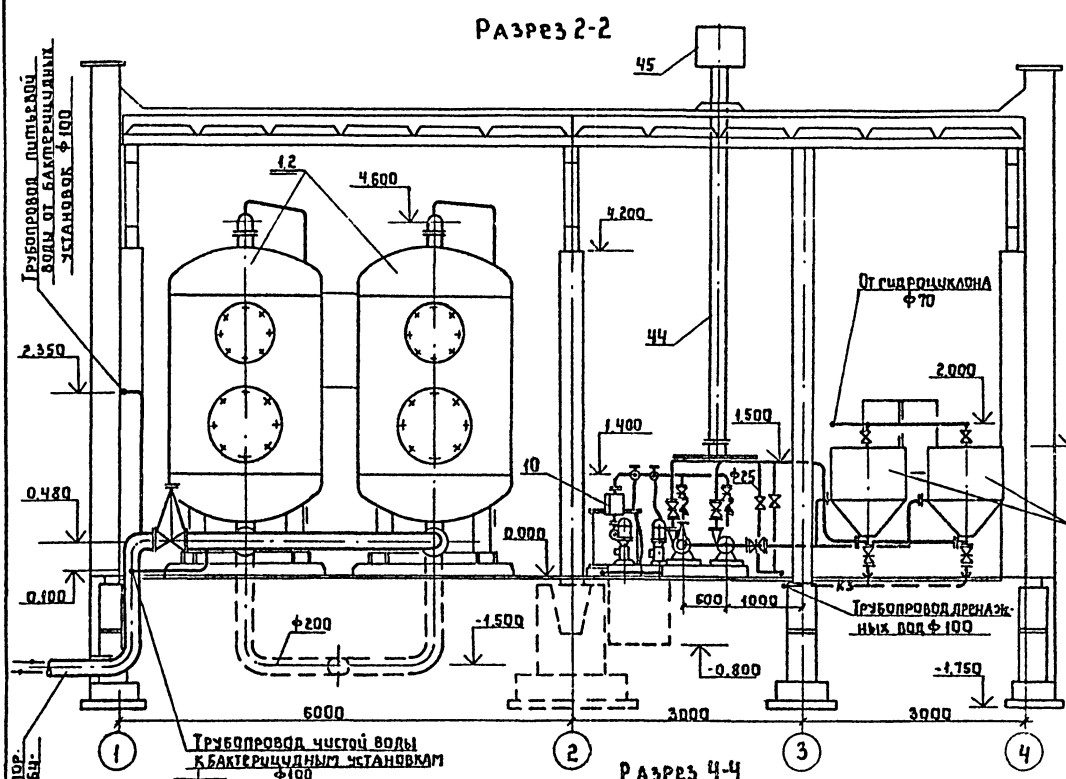 Разрез 2-2
45
Трубопровод питьевой
воды от бактерицидных
установок ф100
1,2
4.600
4.200
От гидроциклона
ф70
44
2.350
2.000
1.400
1.500
10
ф25
0.480
0.000
0.100
К3
600
1000
Трубопровод дренаж-
ных вод ф100
ф200
-1.500
-0.800
-1.750
6000
3000
3000
1
2
3
4
Трубопровод чистой воды
к бактерицидным установкам
ф100
Разрез 4-4